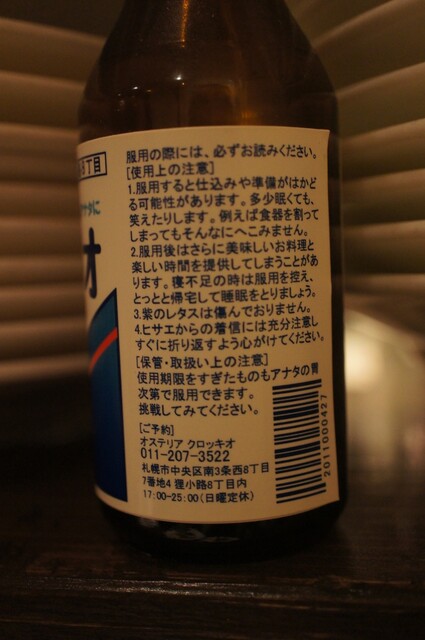 8丁目
ナタに
オ
服用の際には、必ずお読みください。
[使用上の注意]
1.服用すると仕込みや準備がはかど
る可能性があります。多少眠くても、
笑えたりします。例えば食器を割って
しまってもそんなにへこみません。
2.服用後はさらに美味しいお料理と
楽しい時間を提供してしまうことがあ
ります。寝不足の時は服用を控え、
とっとと帰宅して睡眠をとりましょう。
3.紫のレタスは傷んでおりません。
4.ヒサエからの着信には充分注意し
すぐに折り返すよう心がけてください。
[保管・取扱い上の注意]
使用期限をすぎたものもアナタの胃
次第で服用できます。
挑戦してみてください。
[ご予約]
オステリア クロッキオ
011-207-3522
札幌市中央区南3条西8丁目
7番地4 狸小路8丁目内
17:00-25:00(日曜定休)
2011000427